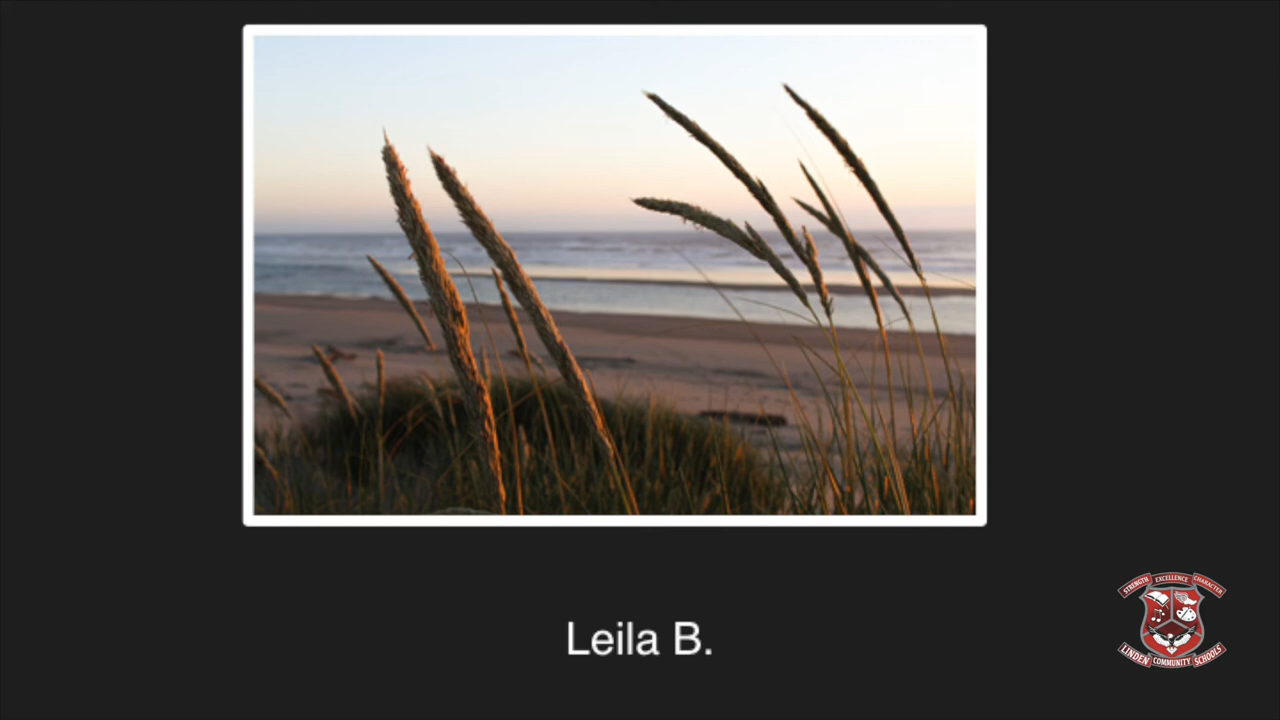 Leila B.
STRENGTH EXCELLENCE CHARACTER
LINDEN COMMUNITY SCHOOLS